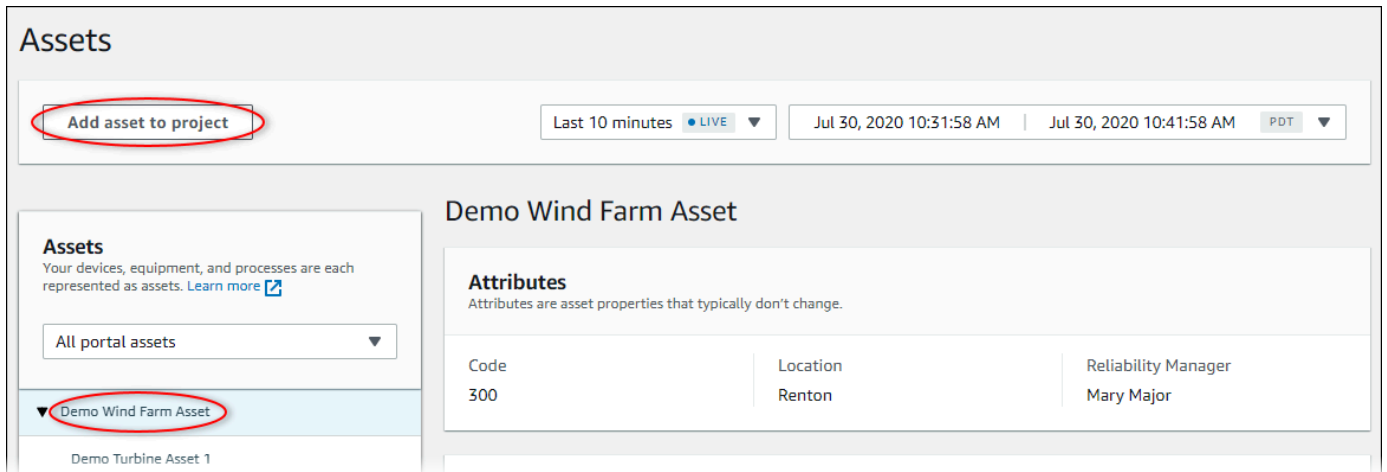 Assets
Add asset to project
Last 10 minutes LIVE
Jul 30, 2020 10:31:58 AM Jul 30, 2020 10:41:58 AM PDT
Assets
Your devices, equipment, and processes are each
represented as assets. Learn more
All portal assets
Demo Wind Farm Asset
Demo Turbine Asset 1
Demo Wind Farm Asset
Attributes
Attributes are asset properties that typically don't change.
Code
300
Location
Renton
Reliability Manager
Mary Major